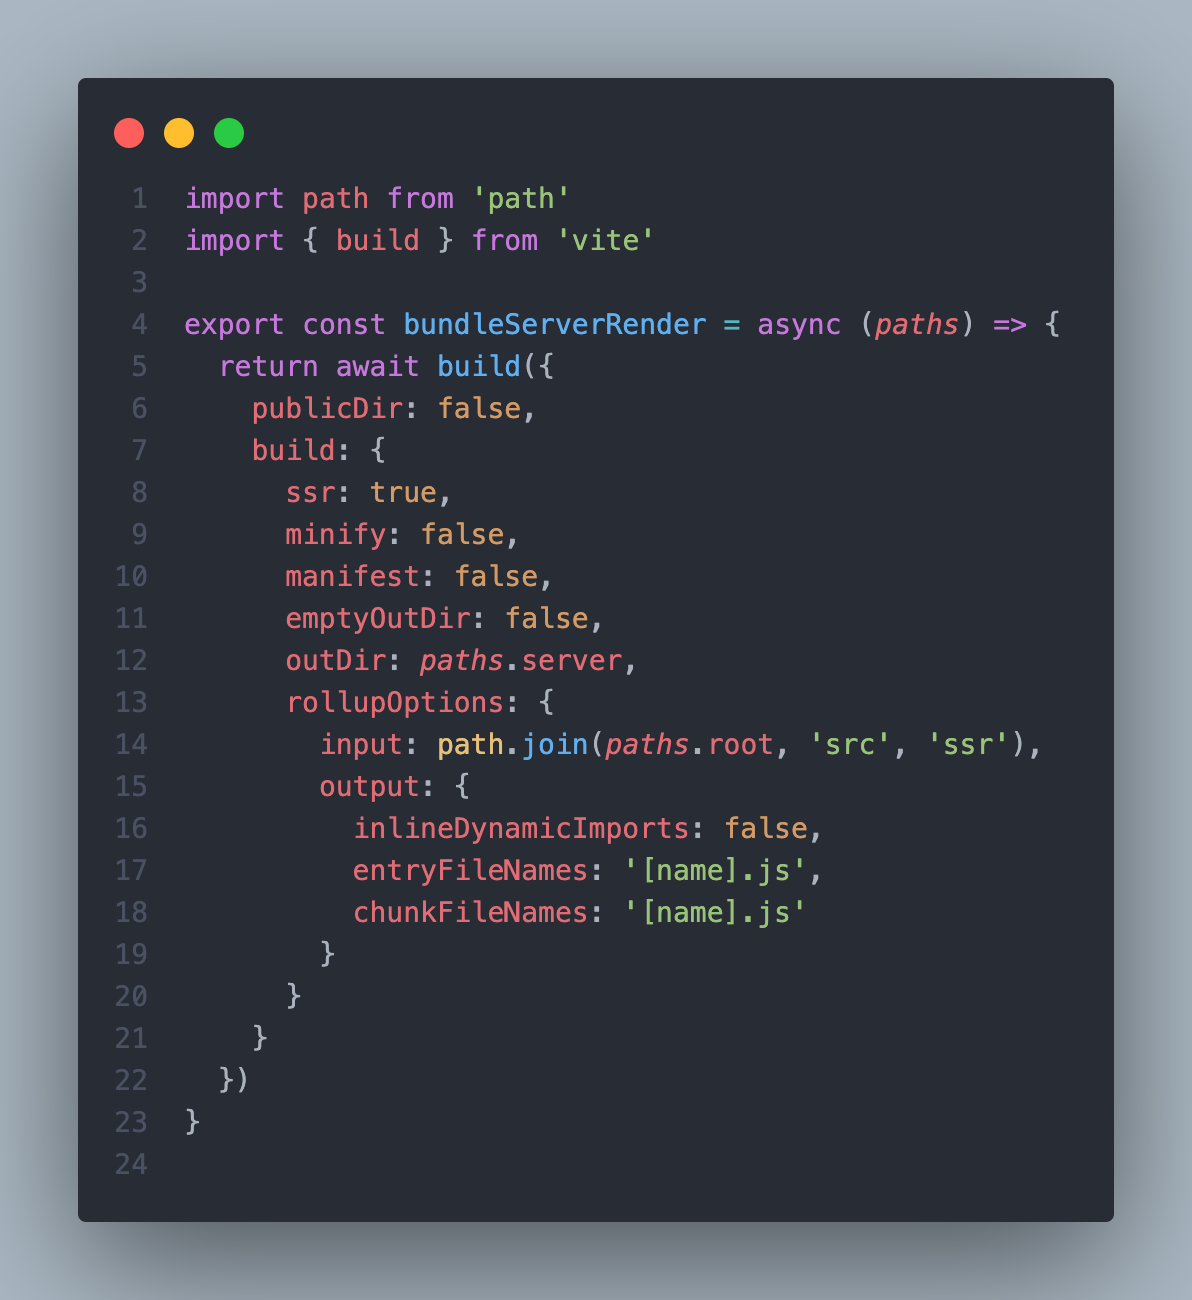 1 import path from 'path'
2 import { build } from 'vite'
3
4 export const bundleServerRender = async (paths) => {
5   return await build({
6     publicDir: false,
7     build: {
8       ssr: true,
9       minify: false,
10       manifest: false,
11       emptyOutDir: false,
12       outDir: paths.server,
13       rollupOptions: {
14         input: path.join(paths.root, 'src', 'ssr'),
15         output: {
16           inlineDynamicImports: false,
17           entryFileNames: '[name].js',
18           chunkFileNames: '[name].js'
19         }
20       }
21     }
22   })
23 }
24